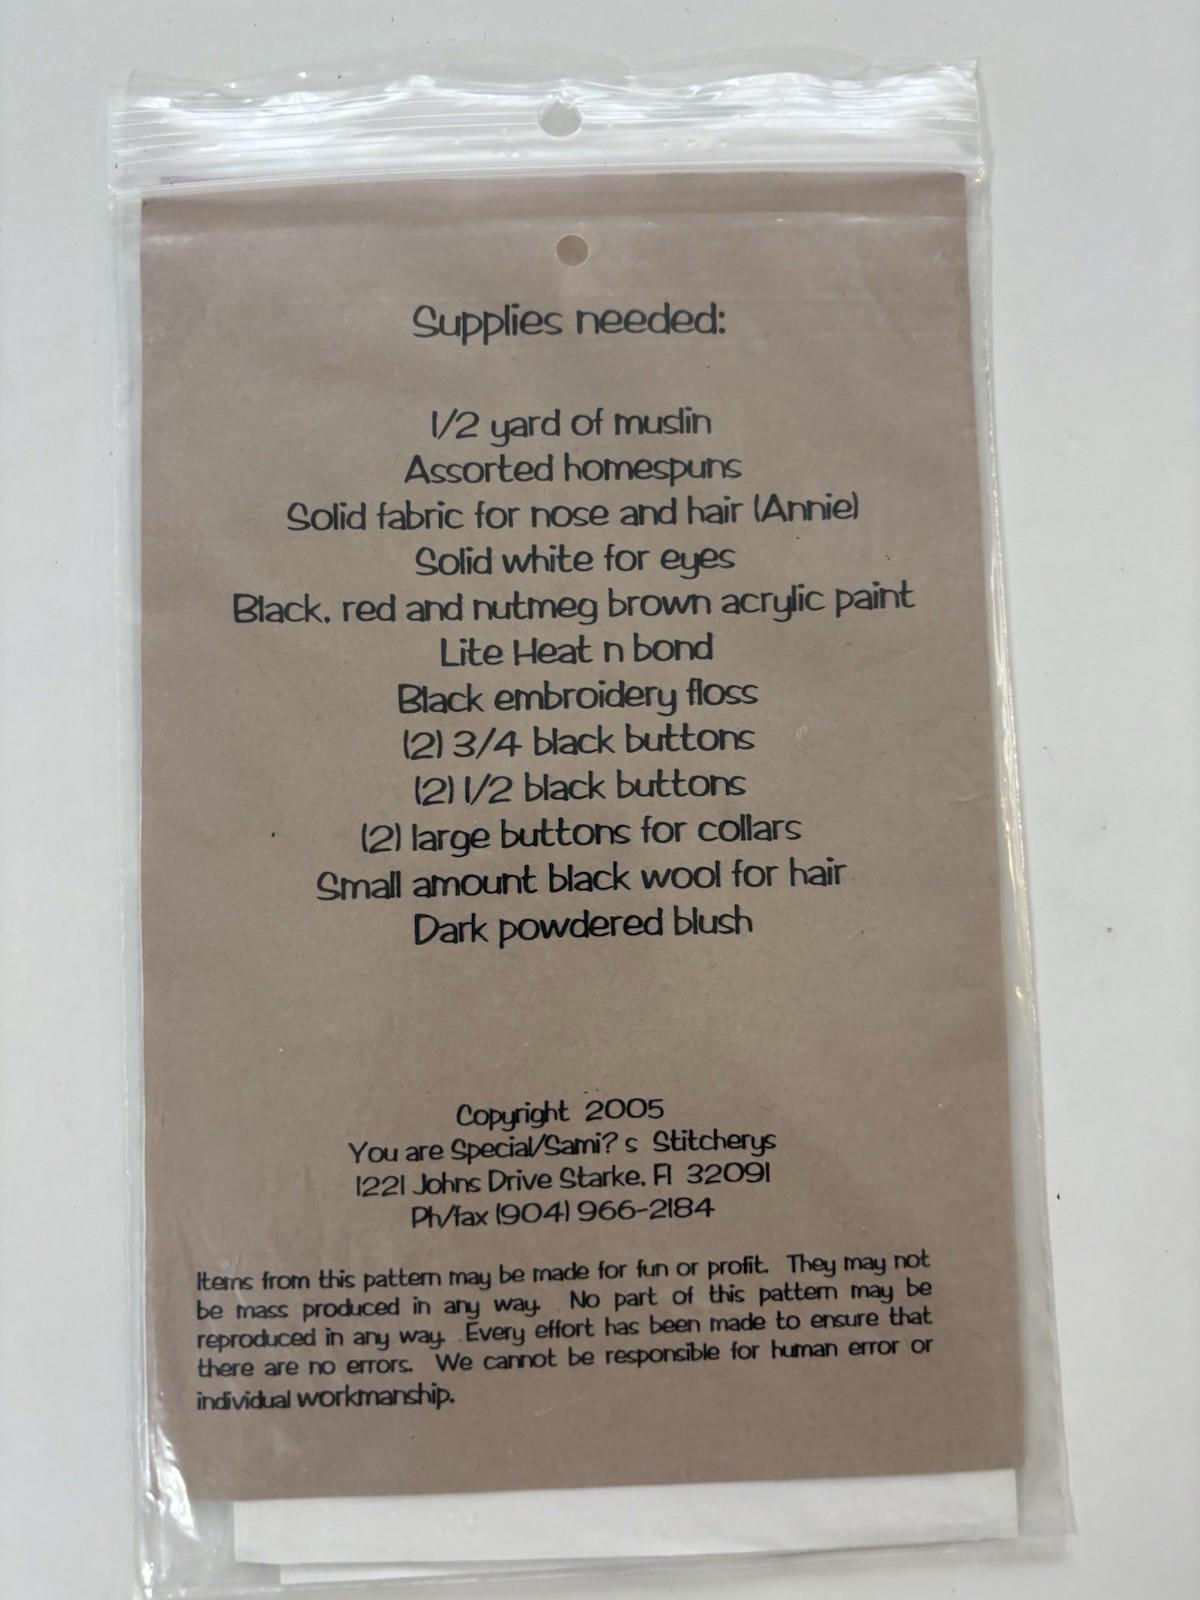 Supplies needed:
1/2 yard of muslin
Assorted homespuns
Solid fabric for nose and hair (Annie)
Solid white for eyes
Black, red and nutmeg brown acrylic paint
Lite Heat n bond
Black embroidery floss
(2) 3/4 black buttons
(2) 1/2 black buttons
(2) large buttons for collars
Small amount black wool for hair
Dark powdered blush
Copyright 2005
You are Special/Sami? s Stitcherys
1221 Johns Drive Starke, Fl 32091
Ph/fax (904) 966-2184
Items from this pattern may be made for fun or profit. They may not
be mass produced in any way. No part of this pattern may be
reproduced in any way. Every effort has been made to ensure that
there are no errors. We cannot be responsible for human error or
individual workmanship.